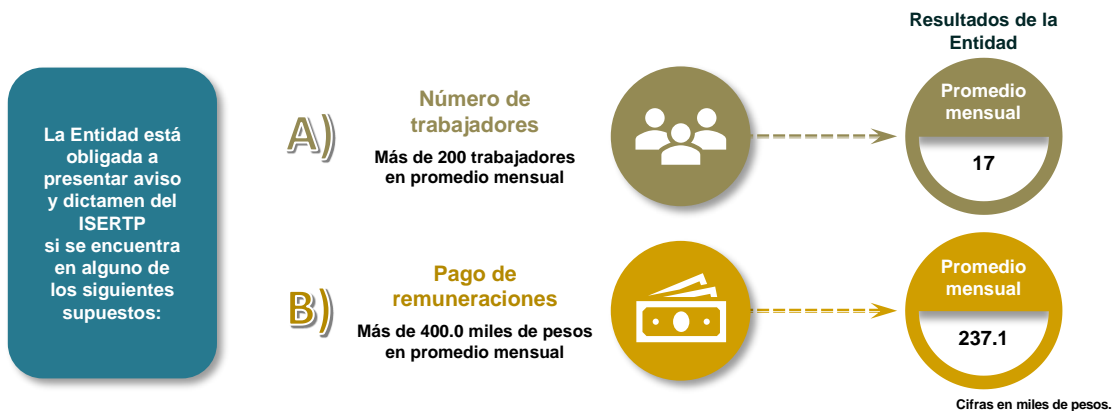 La Entidad está
obligada a
presentar aviso
y dictamen del
ISERTP
si se encuentra
en alguno de
los siguientes
supuestos:
A)
Número de
trabajadores
Más de 200 trabajadores
en promedio mensual
Resultados de la
Entidad
Promedio
mensual
17
B)
Pago de
remuneraciones
Más de 400.0 miles de pesos
en promedio mensual
Promedio
mensual
237.1
Cifras en miles de pesos.